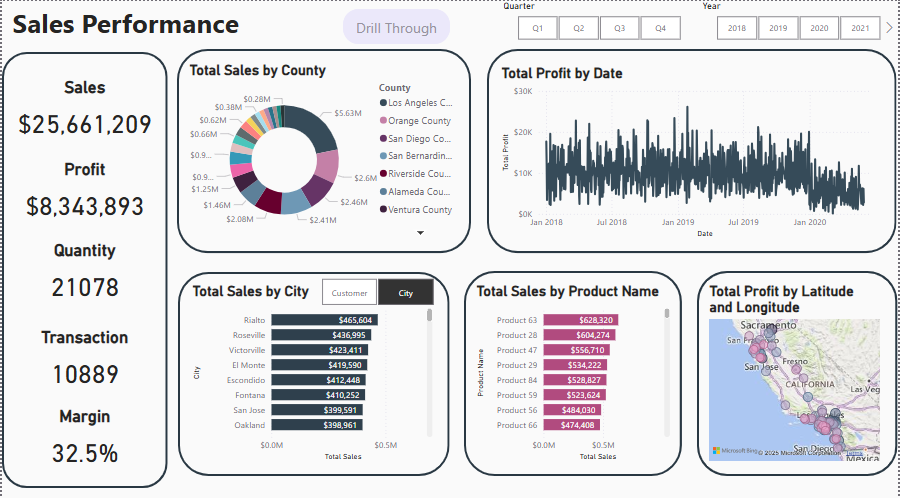 Sales Performance
Drill Through
Quarter
Q1
Q2
Q3
Q4
Year
2018
2019
2020
2021
Sales
$25,661,209
Profit
$8,343,893
Quantity
21078
Transaction
10889
Margin
32.5%
Total Sales by County
$0.28M
$0.38M
$0.62M
$0.66M
$0.9...
$0.9...
$1.25M
$1.46M
$2.08M
$2.41M
$2.46M
$2.6M
$5.63M
County
Los Angeles C...
Orange County
San Diego Co...
San Bernardin...
Riverside Cou...
Alameda Cou...
Ventura County
Total Profit by Date
Total Profit
$30K
$20K
$10K
$0K
Jan 2018
Jul 2018
Jan 2019
Jul 2019
Jan 2020
Date
Total Sales by City
Customer
City
City
Rialto $465,604
Roseville $436,995
Victorville $423,411
El Monte $419,590
Escondido $412,448
Fontana $410,252
San Jose $399,591
Oakland $398,961
$0.0M
$0.5M
Total Sales
Total Sales by Product Name
Product Name
Product 63 $628,320
Product 28 $604,274
Product 47 $556,710
Product 29 $534,222
Product 84 $528,827
Product 59 $523,624
Product 56 $484,030
Product 66 $474,408
$0.0M
$0.5M
Total Sales
Total Profit by Latitude
and Longitude
Sacramento
San Jose
Fresno
CALIFORNIA
Las Veg
San Diego
Microsoft Bing
© 2025 Microsoft Corporation
Terms
Mexica